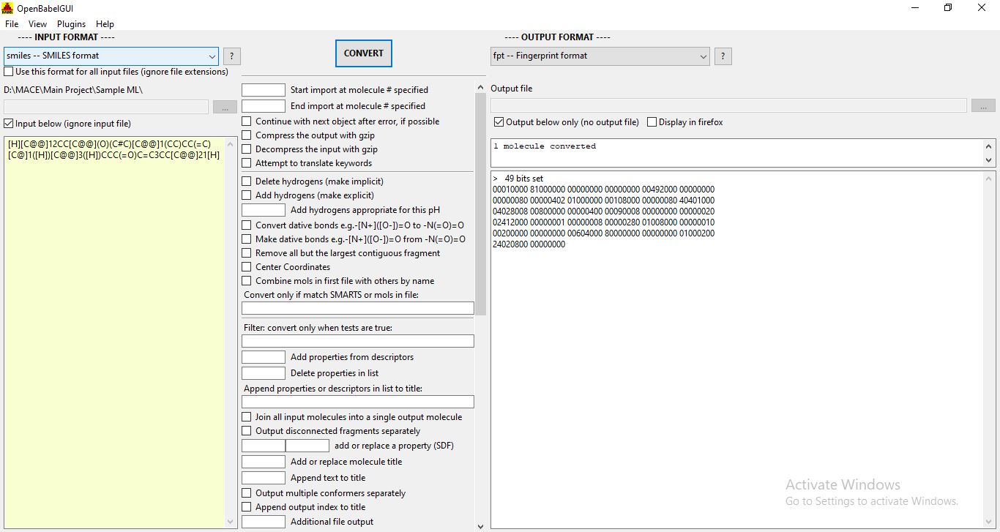 OpenBabelGUI
File View Plugins Help
---- INPUT FORMAT ----
smiles -- SMILES format
?
Use this format for all input files (ignore file extensions)
D:\MACE\Main Project\Sample ML\
...
Input below (ignore input file)
[H][C@@]12CC[C@@](O)(C#C)[C@@]1(CC)CC(=C)
[C@]1([H])[C@@]3([H])CCC(=O)C=C3CC[C@@]21[H]
CONVERT
Start import at molecule # specified
End import at molecule # specified
Continue with next object after error, if possible
Compress the output with gzip
Decompress the input with gzip
Attempt to translate keywords
Delete hydrogens (make implicit)
Add hydrogens (make explicit)
Add hydrogens appropriate for this pH
Convert dative bonds e.g.-[N+]([O-])=O to -N(=O)=O
Make dative bonds e.g.-[N+]([O-])=O from -N(=O)=O
Remove all but the largest contiguous fragment
Center Coordinates
Combine mols in first file with others by name
Convert only if match SMARTS or mols in file:
Filter: convert only when tests are true:
Add properties from descriptors
Delete properties in list
Append properties or descriptors in list to title:
Join all input molecules into a single output molecule
Output disconnected fragments separately
add or replace a property (SDF)
Add or replace molecule title
Append text to title
Output multiple conformers separately
Append output index to title
Additional file output
---- OUTPUT FORMAT ----
fpt -- Fingerprint format
?
Output file
...
Output below only (no output file) Display in firefox
1 molecule converted
> 49 bits set
00010000 81000000 00000000 00000000 00492000 00000000
00000080 00000402 01000000 00108000 00000080 40401000
04028008 00800000 00000400 00090008 00000000 00000020
02412000 00000001 00000008 00000280 01008000 00000010
00200000 00000000 00604000 80000000 00000000 01000200
24020800 00000000
Activate Windows
Go to Settings to activate Windows.